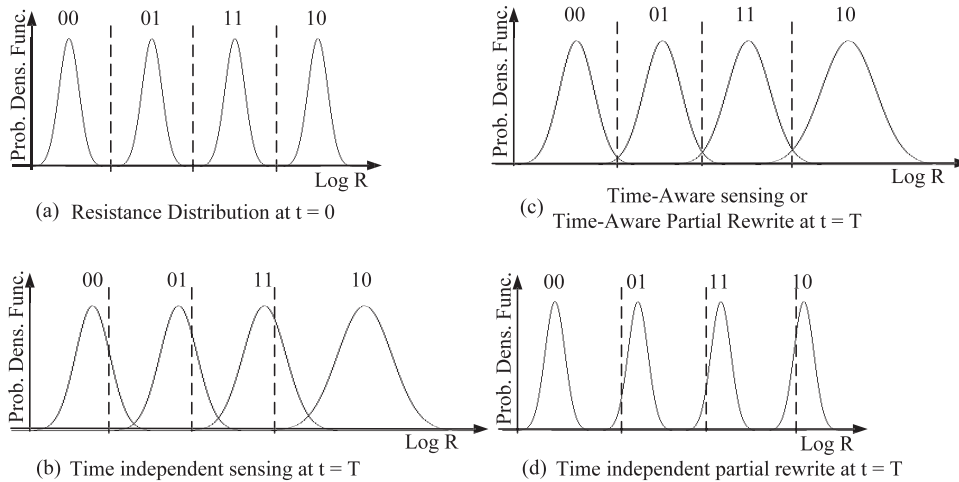 00 01 11 10
Prob. Dens. Func.
Log R
(a) Resistance Distribution at t = 0
00 01 11 10
Prob. Dens. Func.
Log R
(c) Time-Aware sensing or
Time-Aware Partial Rewrite at t = T
00 01 11 10
Prob. Dens. Func.
Log R
(b) Time independent sensing at t = T
00 01 11 10
Prob. Dens. Func.
Log R
(d) Time independent partial rewrite at t = T